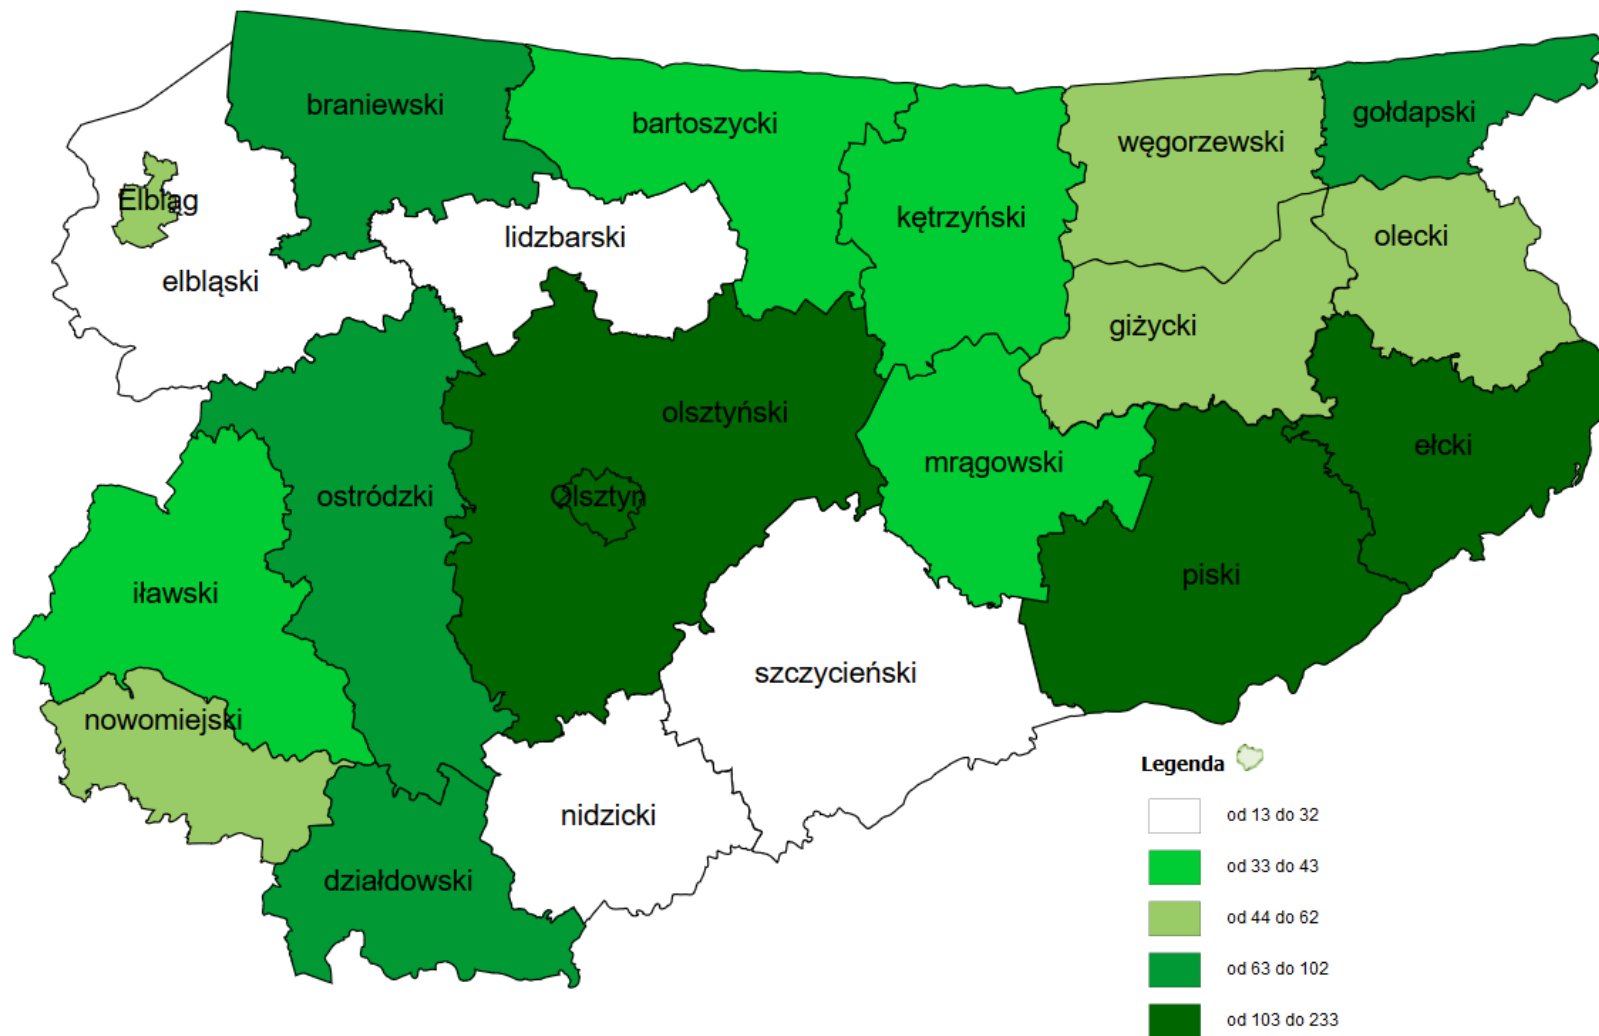 braniewski
bartoszycki
gołdapski
węgorzewski
Elbląg
kętrzyński
lidzbarski
olecki
elbląski
giżycki
olsztyński
ełcki
mrągowski
ostródzki
Olsztyn
piski
iławski
szczycieński
nowomiejski
nidzicki
działdowski
Legenda
od 13 do 32
od 33 do 43
od 44 do 62
od 63 do 102
od 103 do 233